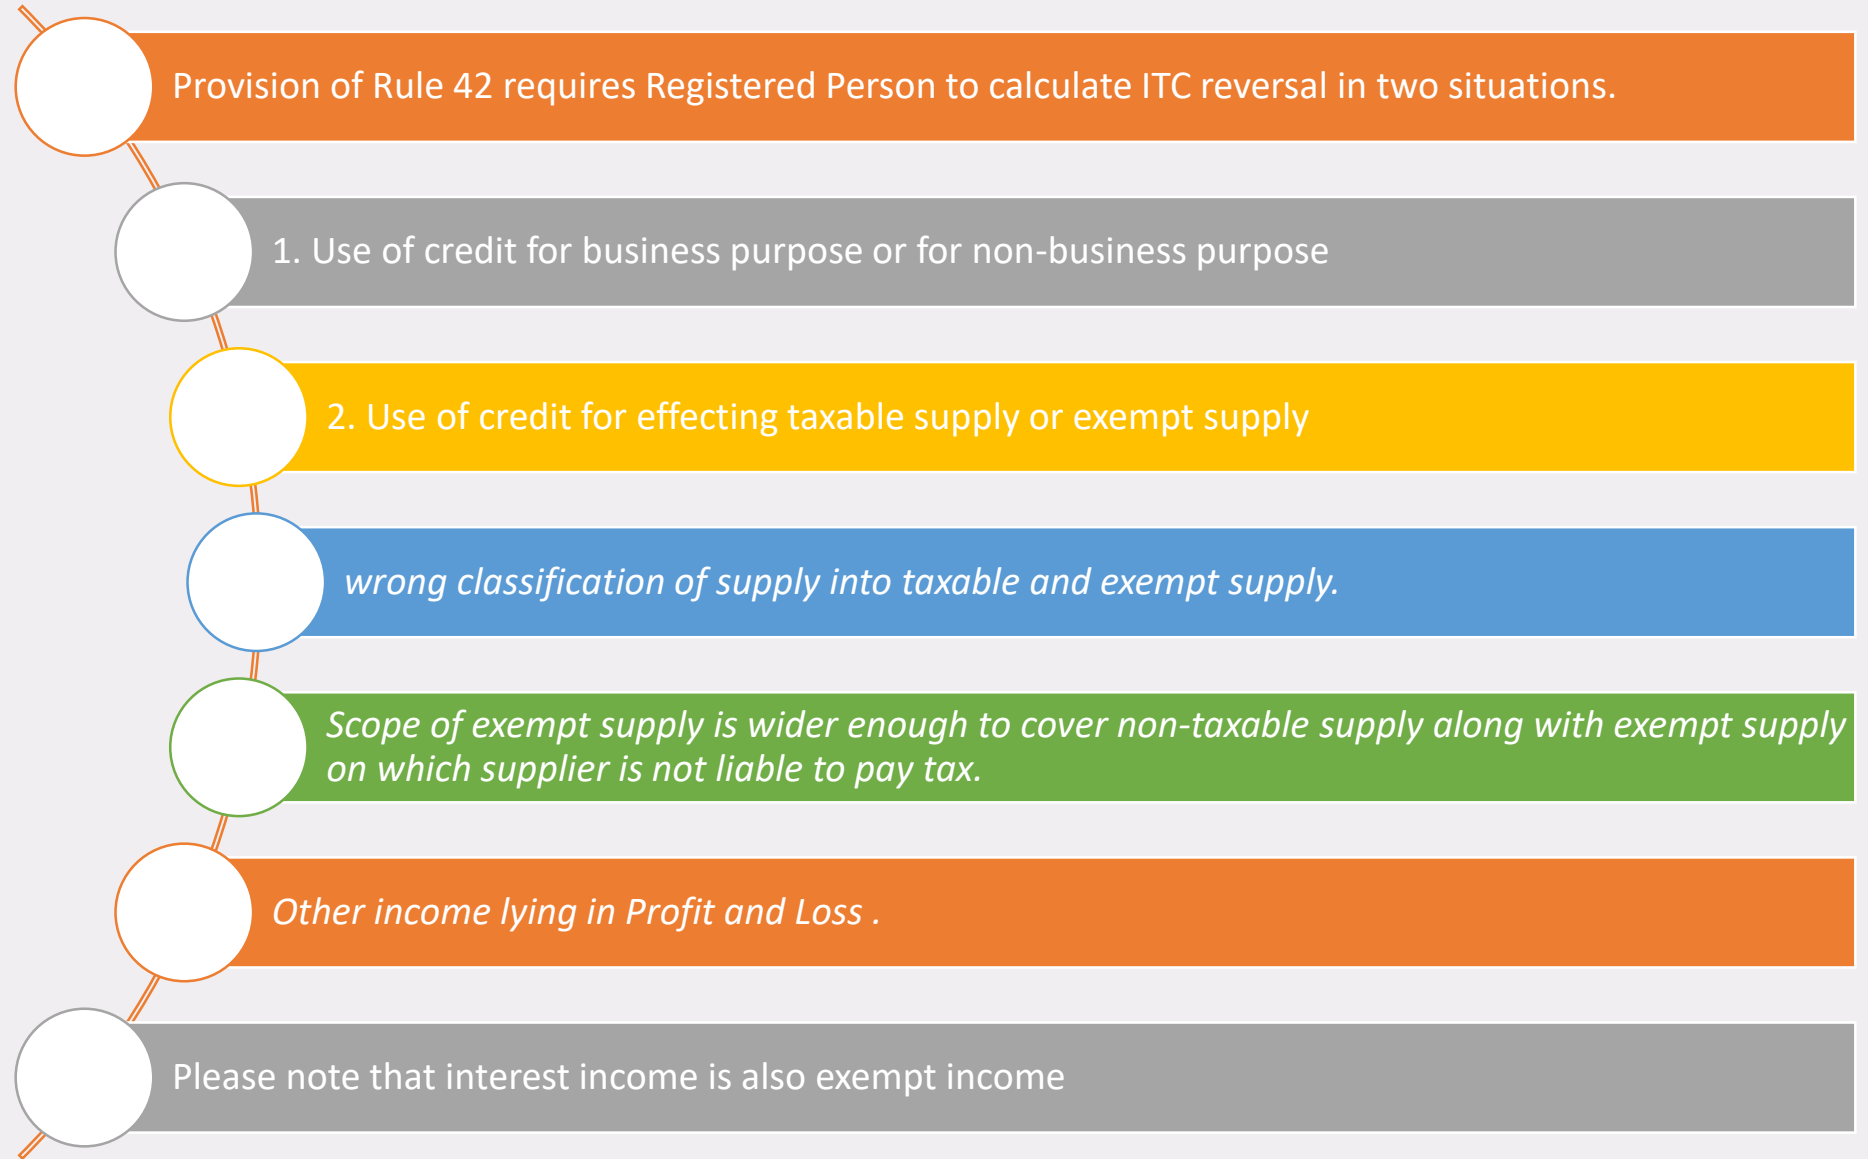 Provision of Rule 42 requires Registered Person to calculate ITC reversal in two situations.
1. Use of credit for business purpose or for non-business purpose
2. Use of credit for effecting taxable supply or exempt supply
wrong classification of supply into taxable and exempt supply.
Scope of exempt supply is wider enough to cover non-taxable supply along with exempt supply
on which supplier is not liable to pay tax.
Other income lying in Profit and Loss .
Please note that interest income is also exempt income